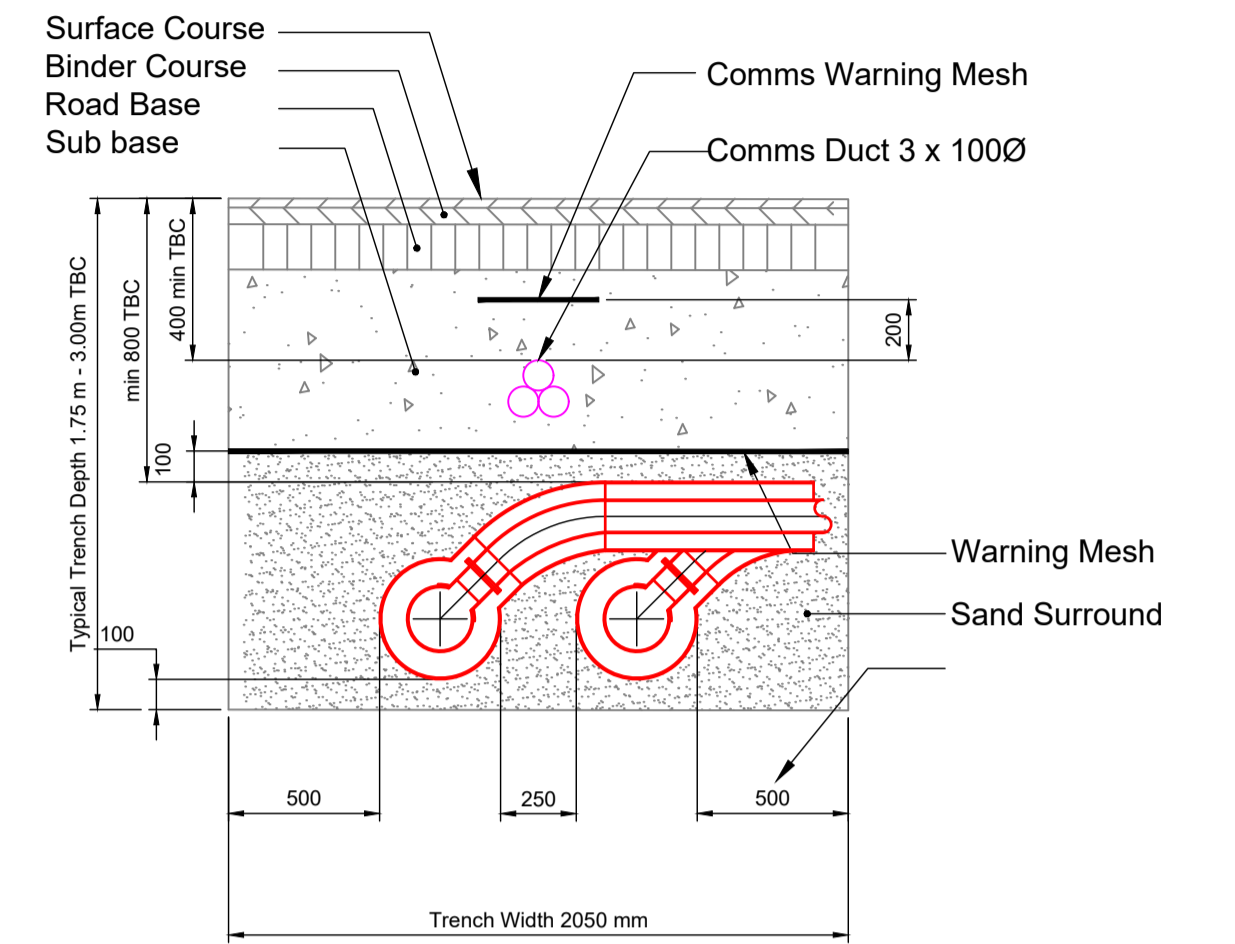 Surface Course
Binder Course
Road Base
Sub base
Comms Warning Mesh
Comms Duct 3 x 100Ø
Typical Trench Depth 1.75 m - 3.00m TBC
min 800 TBC
400 min TBC
200
100
100
Warning Mesh
Sand Surround
500
250
500
Trench Width 2050 mm